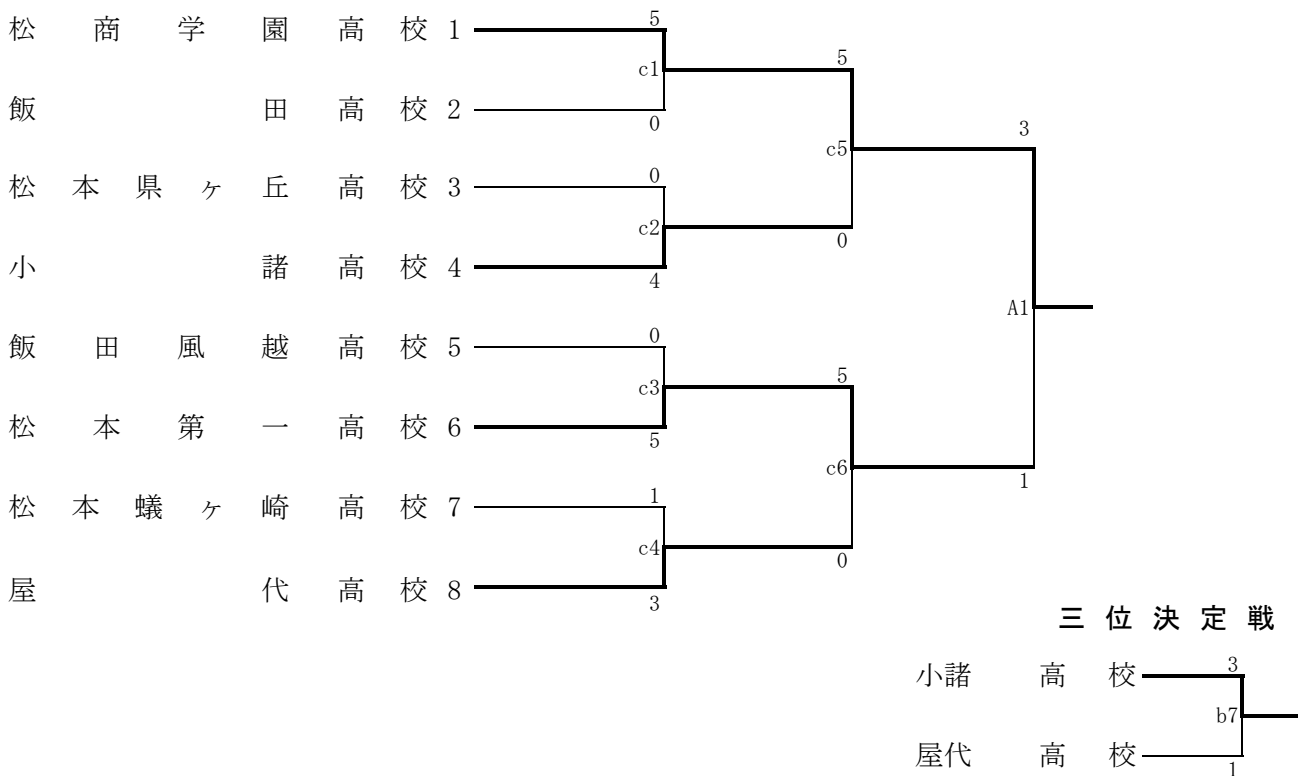 5
松商学園高校 1
5
c1
飯田高校 2
0
3
c5
0
松本県ヶ丘高校 3
c2
0
小諸高校 4
4
A1
0
飯田風越高校 5
5
c3
松本第一高校 6
5
c6
1
1
松本蟻ヶ崎高校 7
c4
0
屋代高校 8
3
三位決定戦
小諸高校
3
b7
屋代高校
1